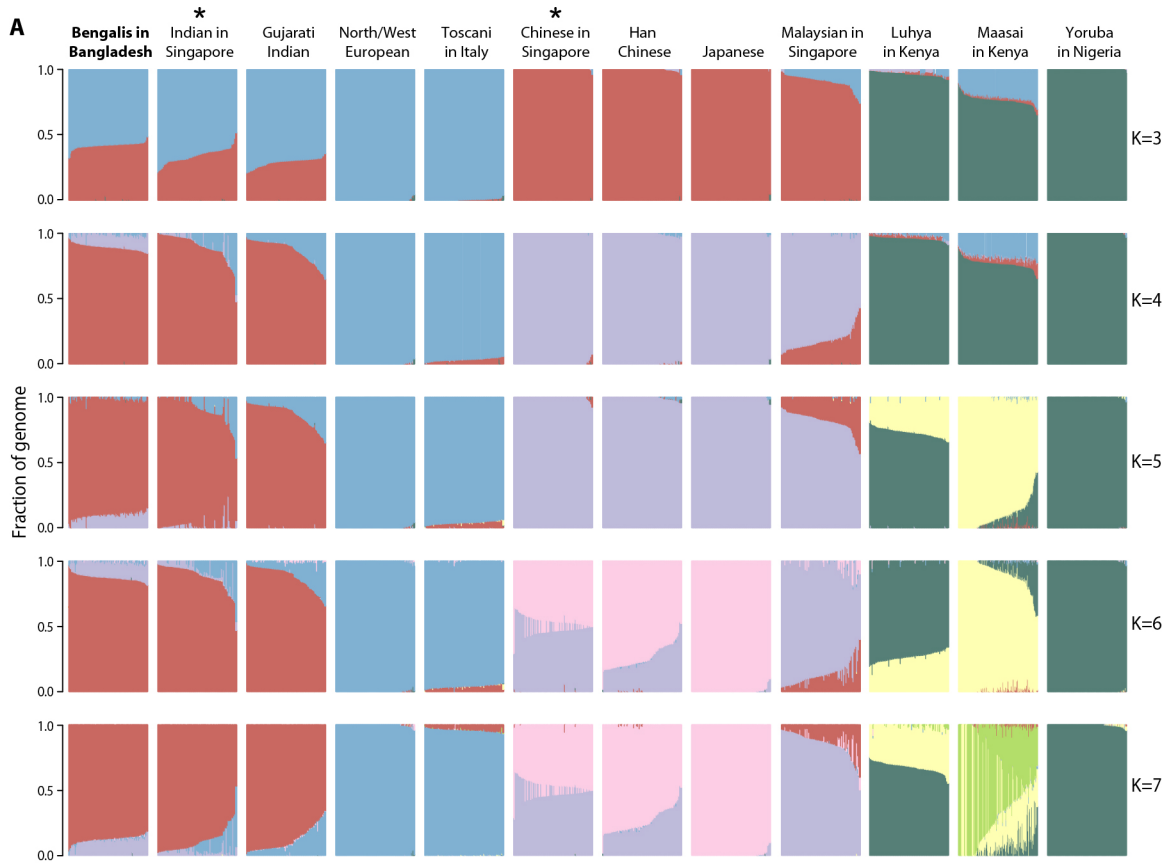 A
*
*
Bengalis in
Bangladesh
Indian in
Singapore
Gujarati
Indian
North/West
European
Toscani
in Italy
Chinese in
Singapore
Han
Chinese
Japanese
Malaysian in
Singapore
Luhya
in Kenya
Maasai
in Kenya
Yoruba
in Nigeria
Fraction of genome
1.0
0.5
0.0
K=3
1.0
0.5
0.0
K=4
1.0
0.5
0.0
K=5
1.0
0.5
0.0
K=6
1.0
0.5
0.0
K=7